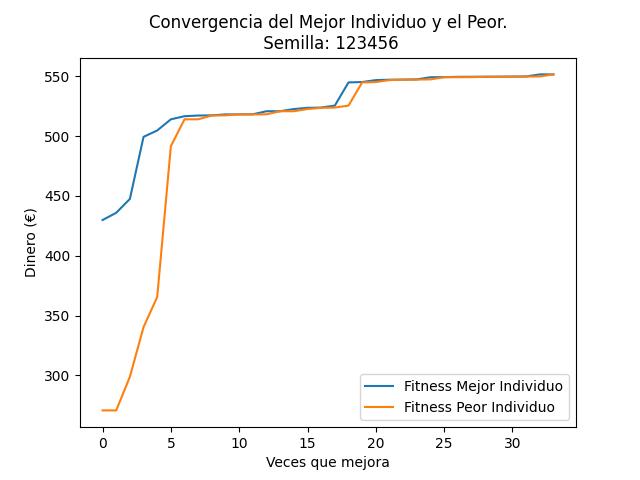 Convergencia del Mejor Individuo y el Peor.
Semilla: 123456
Dinero (€)
550
500
450
400
350
300
0 5 10 15 20 25 30
Veces que mejora
Fitness Mejor Individuo
Fitness Peor Individuo